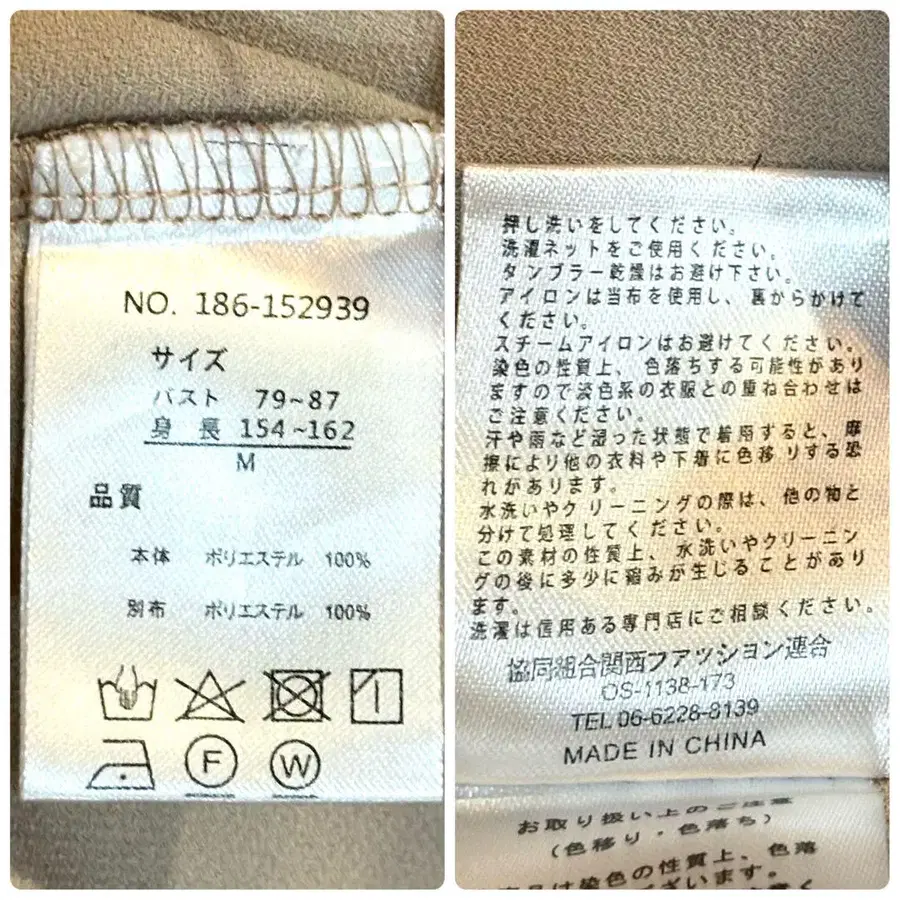 NO. 186-152939
サイズ
バスト 79~87
身長 154~162
M
品質
本体 ポリエステル 100%
別布 ポリエステル 100%
F
W
押し洗いをしてください。
洗濯ネットをご使用ください。
タンブラー乾燥はお避け下さい。
アイロンは当布を使用し、裏からかけて
ください。
スチームアイロンはお避けてください。
染色の性質上、色落ちする可能性があり
ますので淡色系の衣服との重ね合わせは
ご注意ください。
汗や雨など湿った状態で着用すると、摩
擦により他の衣料や下着に色移りする恐
れがあります。
水洗いやクリーニングの際は、他の物と
分けて処理してください。
この素材の性質上、水洗いやクリーニン
グの後に多少に縮みが生じることがあり
ます。
洗濯は信用ある専門店にご相談ください。
協同組合関西ファッション連合
OS-1138-173
TEL 06-6228-8139
MADE IN CHINA
お取り扱い上のご注意
(色移り・色落ち)
は染色の性質上、色落
ございます。